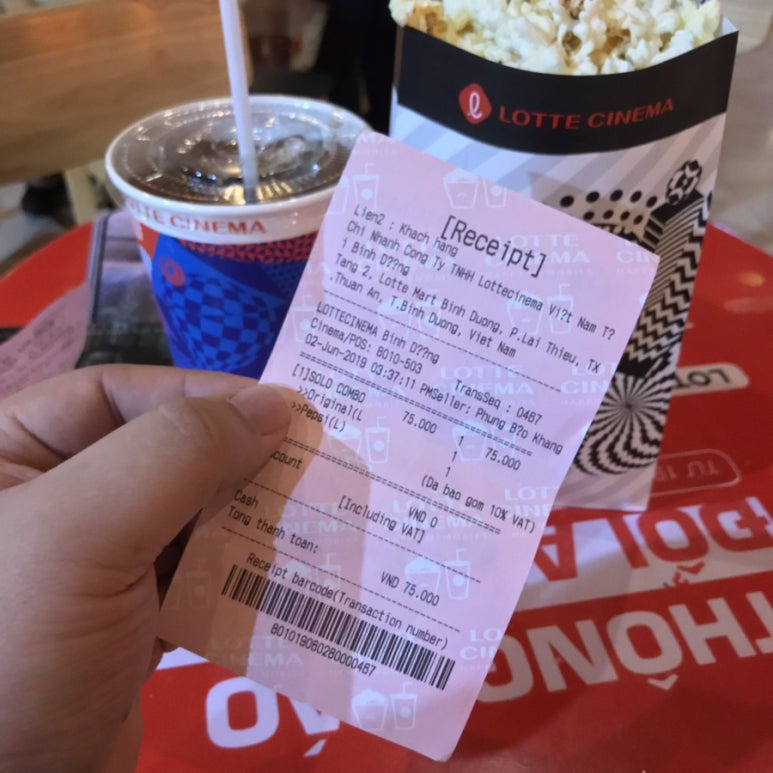 LOTTE CINEMA
LOTTE CINEMA
[Receipt]
Lien2 : Khach hang
Chi Nhanh Cong Ty TNHH Lottecinema Vi?t Nam T?
i Binh D??ng
Tang 2, Lotte Mart Binh Duong, P.Lai Thieu, TX
.Thuan An, T.Binh Duong, Viet Nam
LOTTECINEMA Binh D??ng
Cinema/POS: 8010-503 TransSeq : 0467
02-Jun-2019 03:37:11 PMSeller: Phung B?o Khang
[1]SOLO COMBO 75.000 1 75.000
>>Original(L 1
>>Pepsi(L) 1
(Da bao gom 10% VAT)
VND 0
Cash [Including VAT]
Tong thanh toan: VND 75.000
Receipt barcode(Transaction number)
80101906028000467